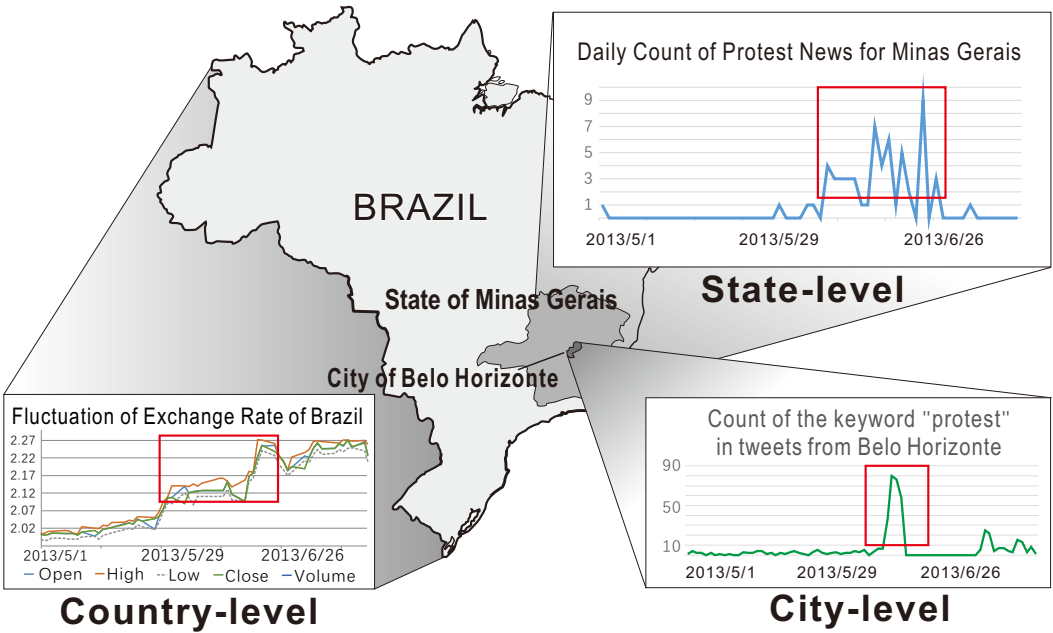 Daily Count of Protest News for Minas Gerais
9
7
5
3
1
2013/5/1
2013/5/29
2013/6/26
State-level
BRAZIL
State of Minas Gerais
City of Belo Horizonte
Fluctuation of Exchange Rate of Brazil
2.27
2.22
2.17
2.12
2.07
2.02
2013/5/1
2013/5/29
2013/6/26
Open
High
Low
Close
Volume
Country-level
Count of the keyword "protest"
in tweets from Belo Horizonte
90
50
10
2013/5/1
2013/5/29
2013/6/26
City-level